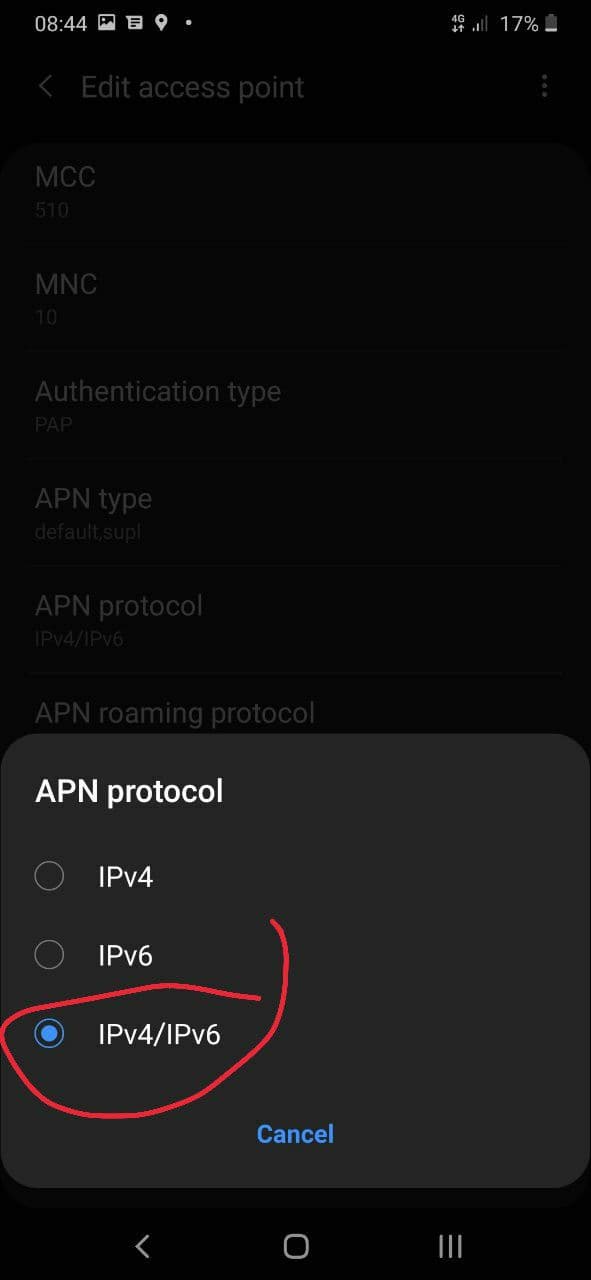 08:44
4G
17%
Edit access point
MCC
510
MNC
10
Authentication type
PAP
APN type
default,supl
APN protocol
IPv4/IPv6
APN roaming protocol
APN protocol
IPv4
IPv6
IPv4/IPv6
Cancel